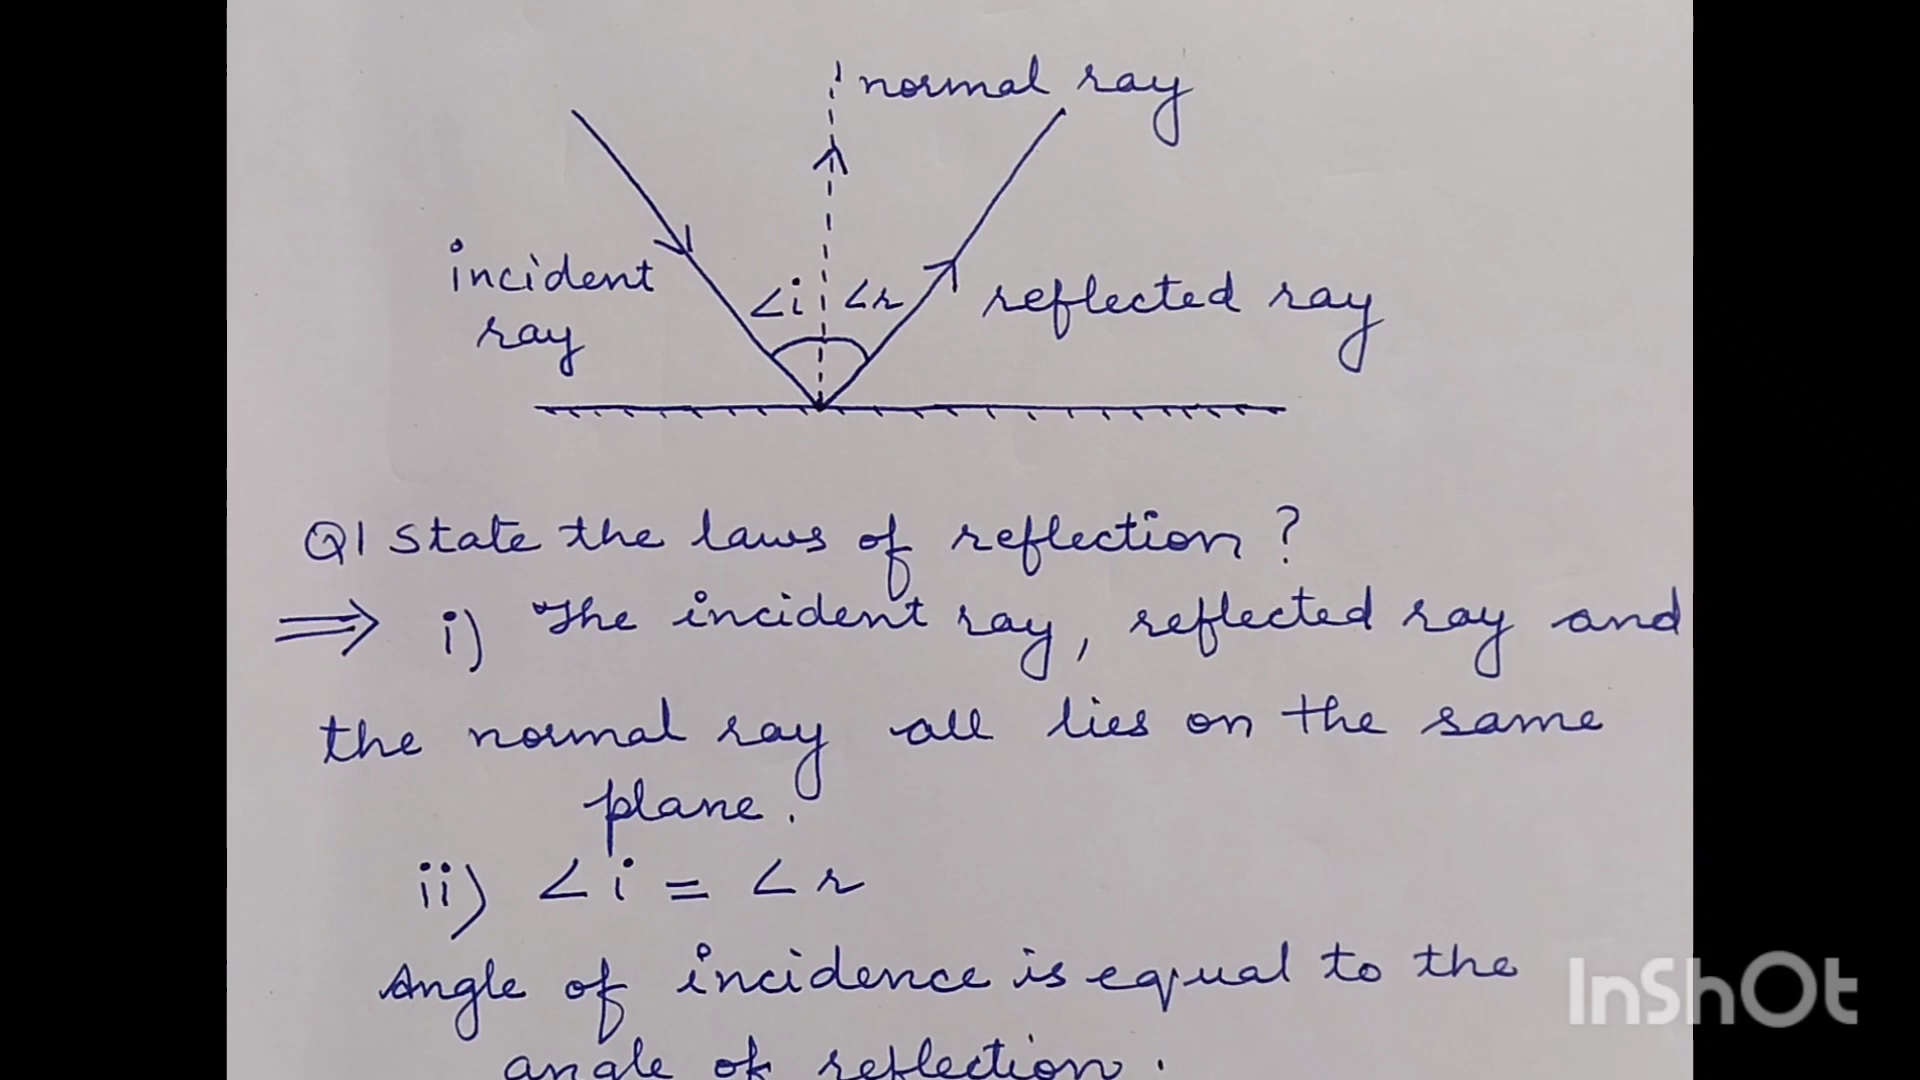 normal ray
incident
ray
∠i ∠r
reflected ray
Q1 State the laws of reflection ?
⇒ i) The incident ray, reflected ray and
the normal ray all lies on the same
plane.
ii) ∠i = ∠r
Angle of incidence is equal to the
angle of reflection.
InShOt